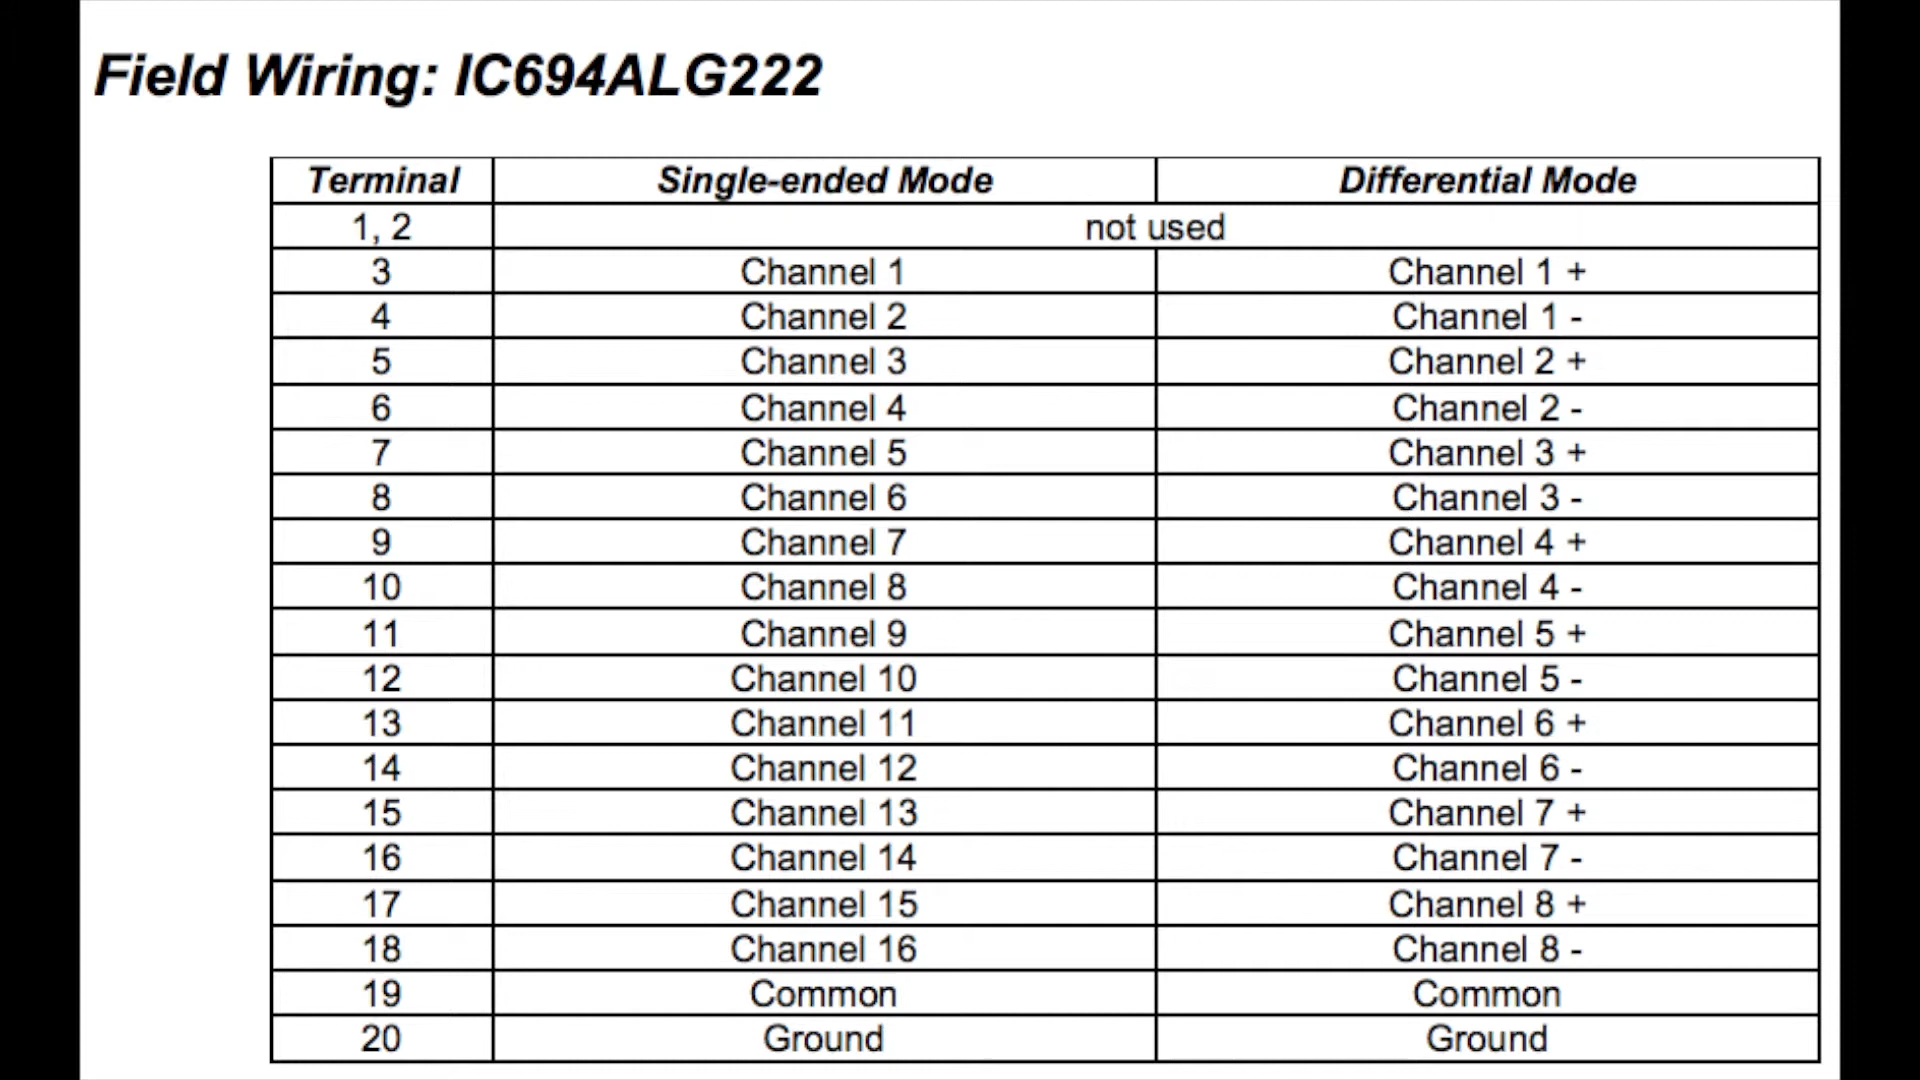 Field Wiring: IC694ALG222
Terminal Single-ended Mode Differential Mode
1, 2 not used
3 Channel 1 Channel 1 +
4 Channel 2 Channel 1 -
5 Channel 3 Channel 2 +
6 Channel 4 Channel 2 -
7 Channel 5 Channel 3 +
8 Channel 6 Channel 3 -
9 Channel 7 Channel 4 +
10 Channel 8 Channel 4 -
11 Channel 9 Channel 5 +
12 Channel 10 Channel 5 -
13 Channel 11 Channel 6 +
14 Channel 12 Channel 6 -
15 Channel 13 Channel 7 +
16 Channel 14 Channel 7 -
17 Channel 15 Channel 8 +
18 Channel 16 Channel 8 -
19 Common Common
20 Ground Ground